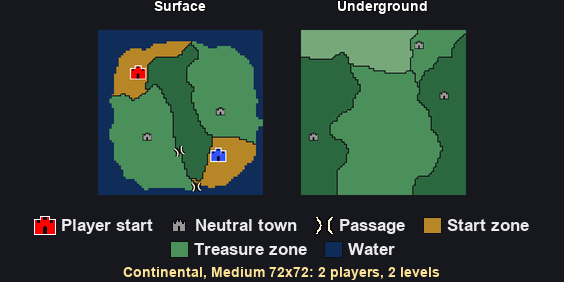 Surface Underground
Player start Neutral town Passage Start zone
Treasure zone Water
Continental, Medium 72x72: 2 players, 2 levels